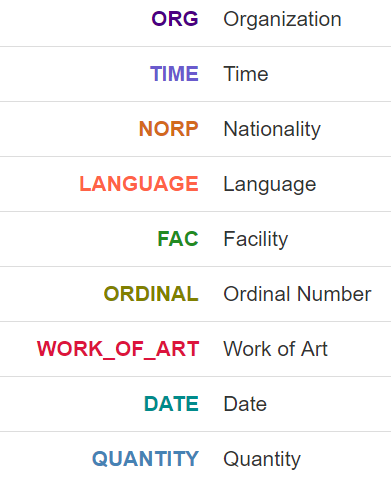 ORG Organization
TIME Time
NORP Nationality
LANGUAGE Language
FAC Facility
ORDINAL Ordinal Number
WORK_OF_ART Work of Art
DATE Date
QUANTITY Quantity